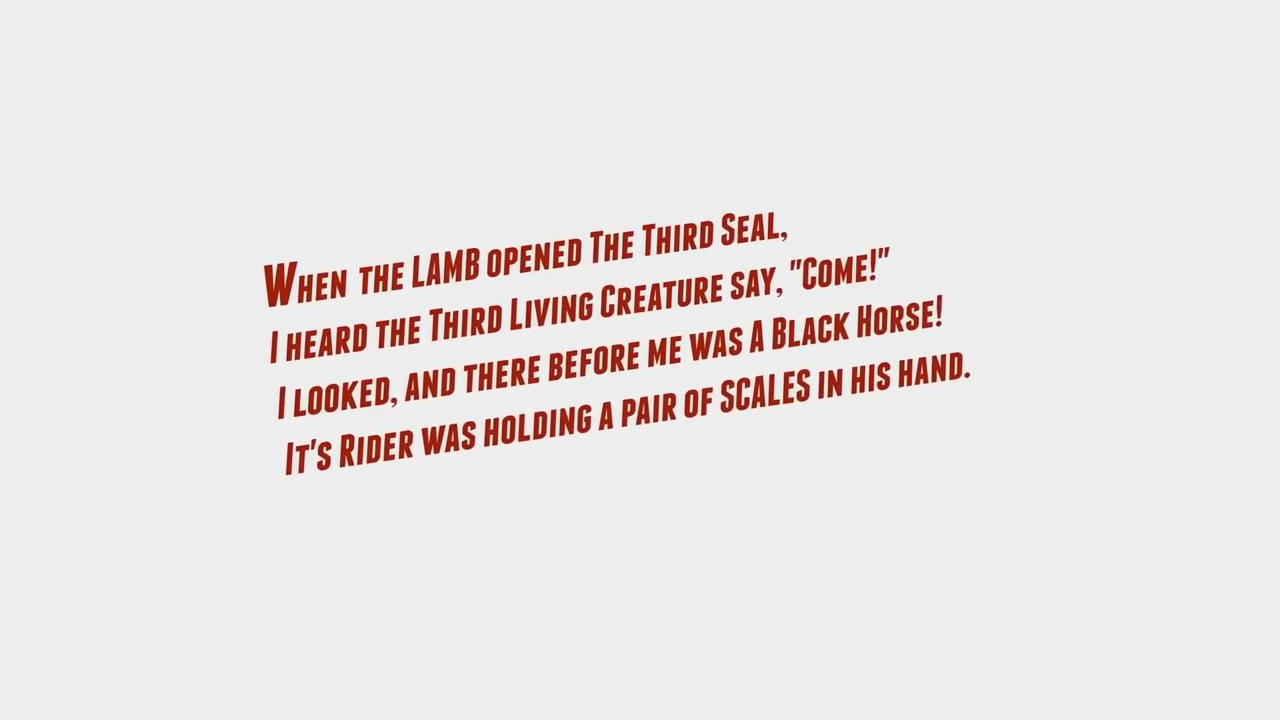 When the LAMB opened The Third Seal,
I heard the Third Living Creature say, "Come!"
I looked, and there before me was A Black Horse!
It's Rider was holding a pair of SCALES in his hand.